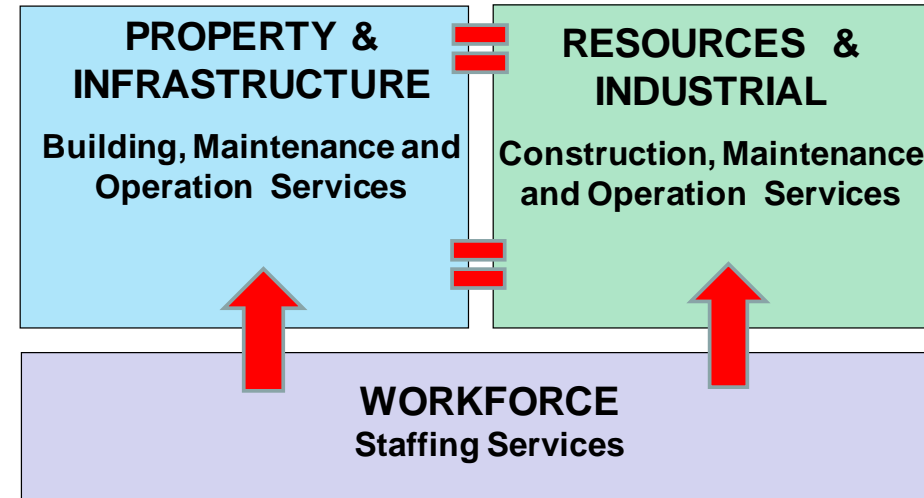 PROPERTY &
INFRASTRUCTURE
Building, Maintenance and
Operation Services
RESOURCES &
INDUSTRIAL
Construction, Maintenance
and Operation Services
WORKFORCE
Staffing Services